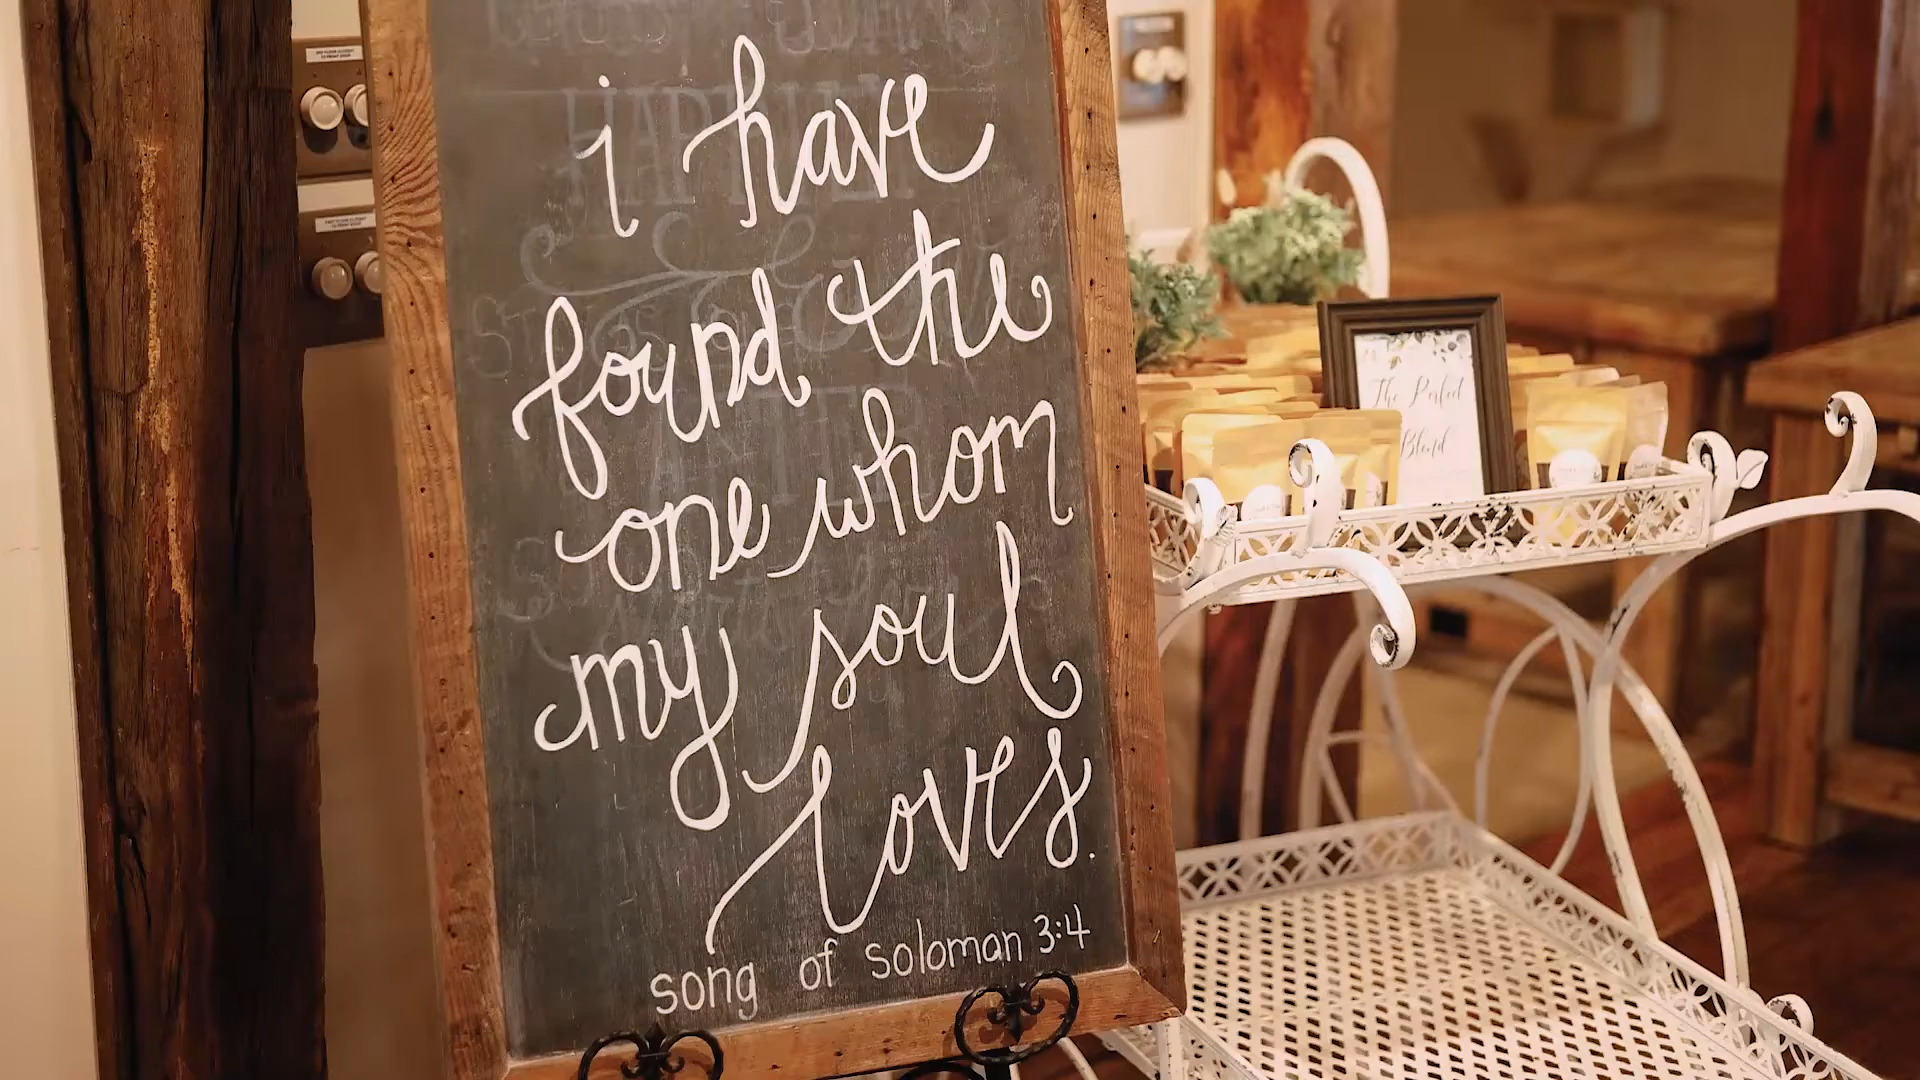 i have
found the
one whom
my soul
loves.
song of soloman 3:4
The Perfect
Blend